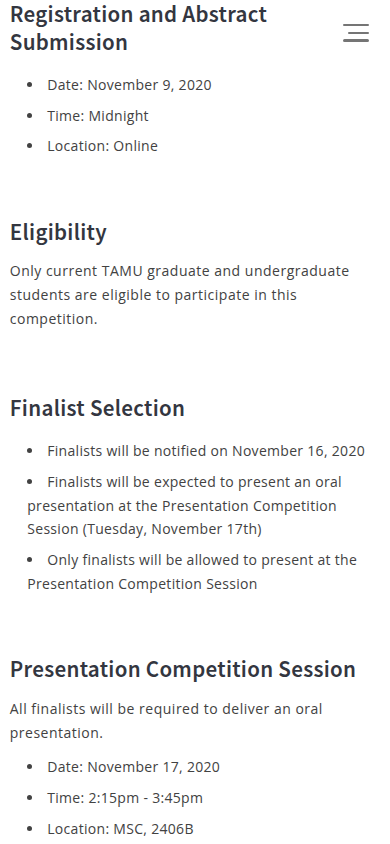 Registration and Abstract
Submission
• Date: November 9, 2020
• Time: Midnight
• Location: Online
Eligibility
Only current TAMU graduate and undergraduate
students are eligible to participate in this
competition.
Finalist Selection
• Finalists will be notified on November 16, 2020
• Finalists will be expected to present an oral
presentation at the Presentation Competition
Session (Tuesday, November 17th)
• Only finalists will be allowed to present at the
Presentation Competition Session
Presentation Competition Session
All finalists will be required to deliver an oral
presentation.
• Date: November 17, 2020
• Time: 2:15pm - 3:45pm
• Location: MSC, 2406B